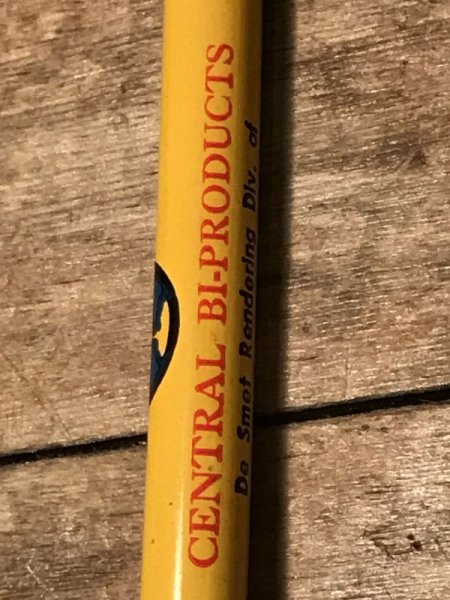 De Smet Rendering Div. of
CENTRAL BI-PRODUCTS